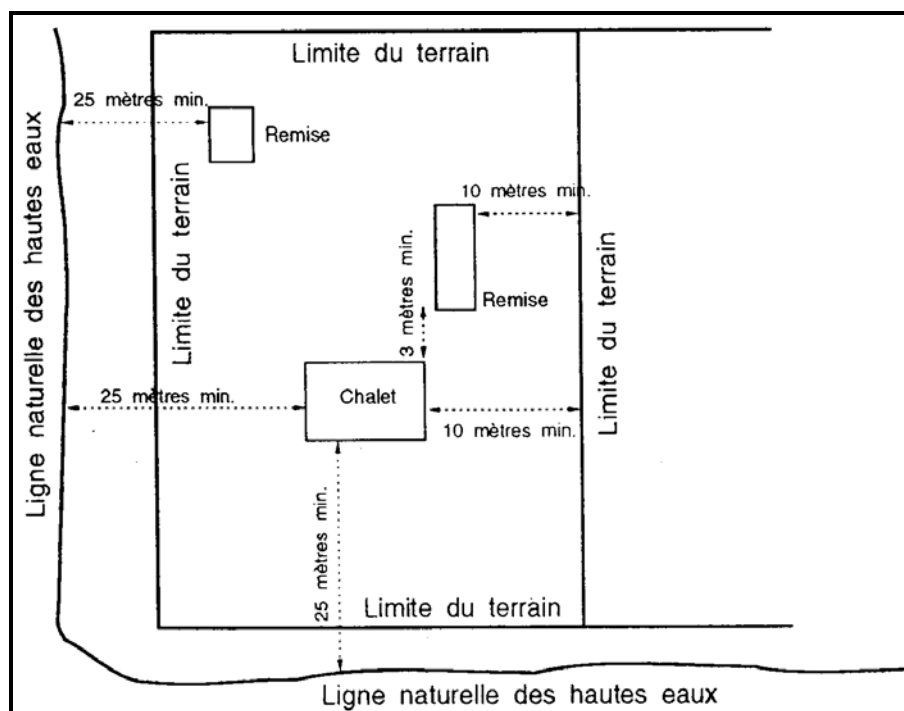 Limite du terrain
25 mètres min.
Remise
Ligne naturelle des hautes eaux
Limite du terrain
10 mètres min.
Remise
3 mètres min.
Limite du terrain
25 mètres min.
Chalet
10 mètres min.
25 mètres min.
Limite du terrain
Ligne naturelle des hautes eaux